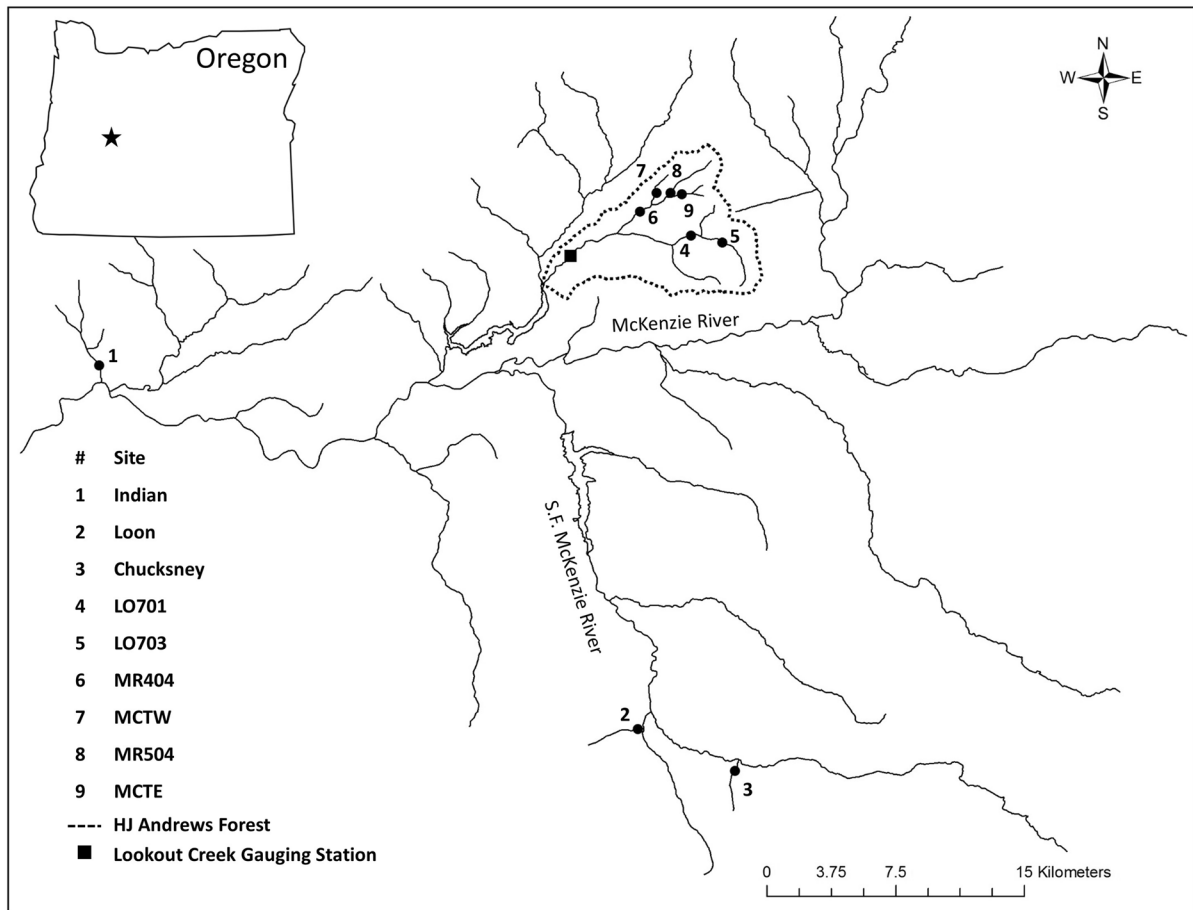 Oregon
N
W E
S
7 8
6 9
4 5
McKenzie River
1
# Site
1 Indian
2 Loon
3 Chucksney
4 LO701
5 LO703
6 MR404
7 MCTW
8 MR504
9 MCTE
HJ Andrews Forest
Lookout Creek Gauging Station
S.F. McKenzie River
2
3
0 3.75 7.5 15 Kilometers